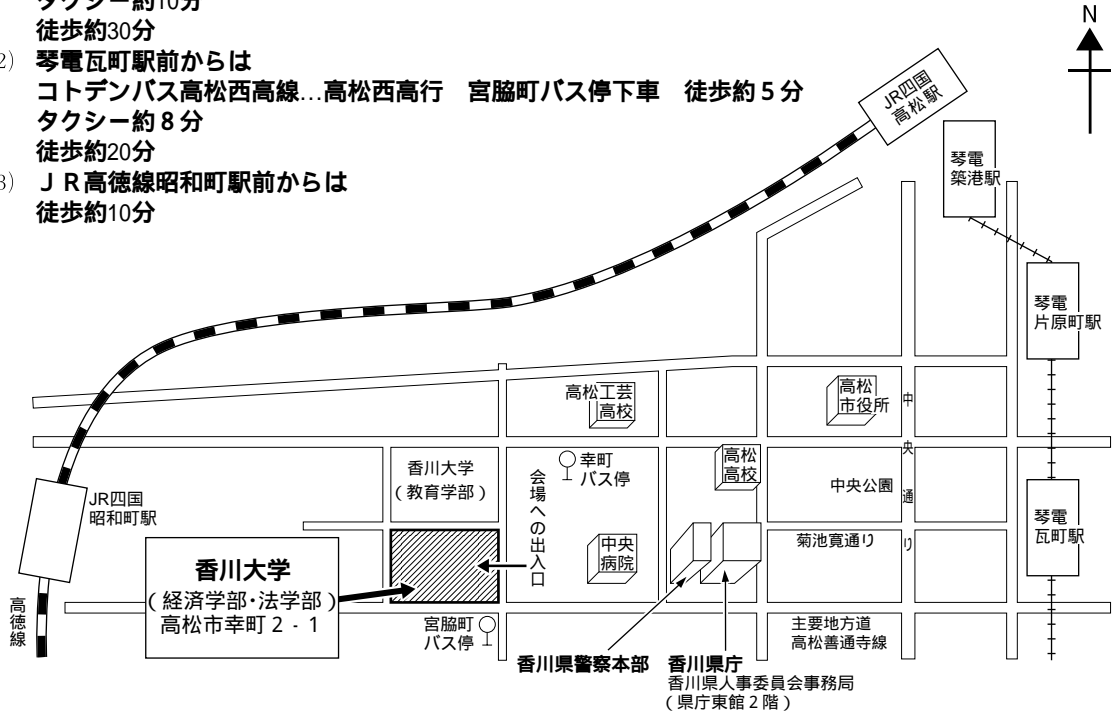 タクシー約10分
徒歩約30分
2) 琴電瓦町駅前からは
コトデンバス高松西高線…高松西高行　宮脇町バス停下車　徒歩約５分
タクシー約８分
徒歩約20分
3) ＪＲ高徳線昭和町駅前からは
徒歩約10分
N
JR四国
高松駅
琴電
築港駅
琴電
片原町駅
高松工芸
高校
高松
市役所
中央通り
香川大学
（教育学部）
会場への出入口
幸町
バス停
高松
高校
中央公園
JR四国
昭和町駅
琴電
瓦町駅
中央
病院
菊池寛通り
香川大学
（経済学部・法学部）
高松市幸町２-１
高徳線
宮脇町
バス停
主要地方道
高松善通寺線
香川県警察本部
香川県庁
香川県人事委員会事務局
（県庁東館２階）